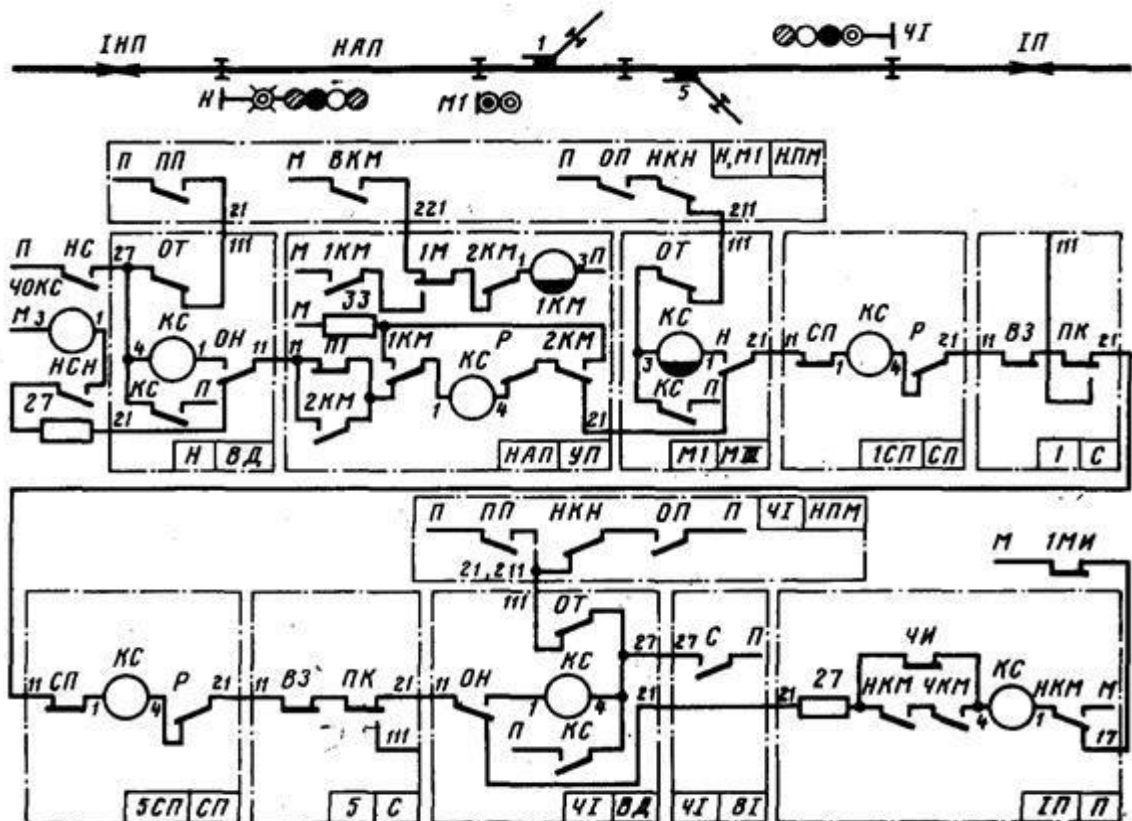 IНП НАП 1 ЧI IП
Н М1 5
П ПП М ВКМ П ОП НКН Н,М1 НПМ
21 221 211
П НС 27 ОТ 111 М 1КМ 1М 2КМ 1 3 П ОТ 111 111
ЧОКС 33 1КМ
М 3 1 КС М КС
4 1 ОН 11 11 П1 1КМ Р 2КМ 3 1 Н 21 11 СП КС Р 21 11 ВЗ ПК 21
НСН КС П КС КС П 1 4
27 21 2КМ 1 4 21
Н ВД НАП УП М1 МIII 1СП СП 1 С
П ПП НКН ОП П ЧI НПМ
21,211 М 1МИ
111 ОТ
КС КС 27 27 С П ЧИ
11 СП Р 21 11 ВЗ ПК 21 11 ОН 21 21 27 НКМ ЧКМ КС НКМ М
1 4 1 4 4 1 17
111 П КС
5СП СП 5 С ЧI ВД ЧI ВI IП П